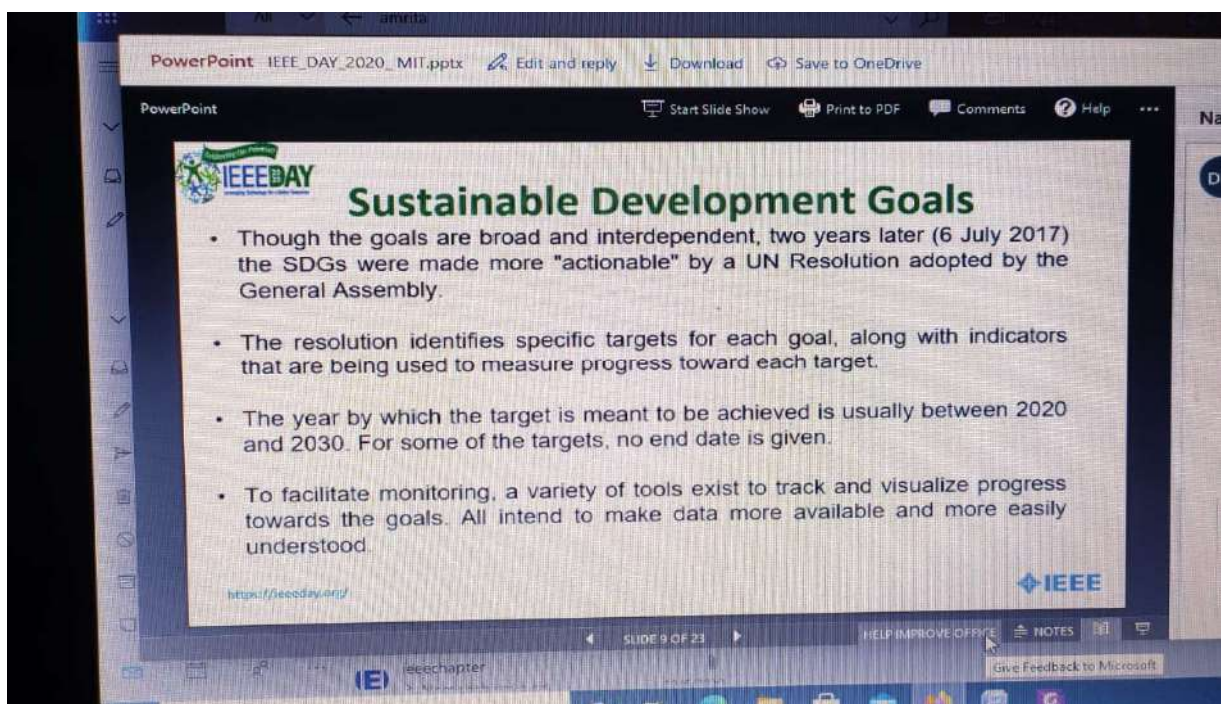 All amrita
PowerPoint IEEE_DAY_2020_ MIT.pptx Edit and reply Download Save to OneDrive
PowerPoint Start Slide Show Print to PDF Comments Help ...
Na
D
IEEEDAY
Sustainable Development Goals
• Though the goals are broad and interdependent, two years later (6 July 2017)
the SDGs were made more "actionable" by a UN Resolution adopted by the
General Assembly.
• The resolution identifies specific targets for each goal, along with indicators
that are being used to measure progress toward each target.
• The year by which the target is meant to be achieved is usually between 2020
and 2030. For some of the targets, no end date is given.
• To facilitate monitoring, a variety of tools exist to track and visualize progress
towards the goals. All intend to make data more available and more easily
understood.
https://ieeeday.org/
IEEE
SLIDE 9 OF 23 HELP IMPROVE OFFICE NOTES
Give Feedback to Microsoft
(E) ieeechapter